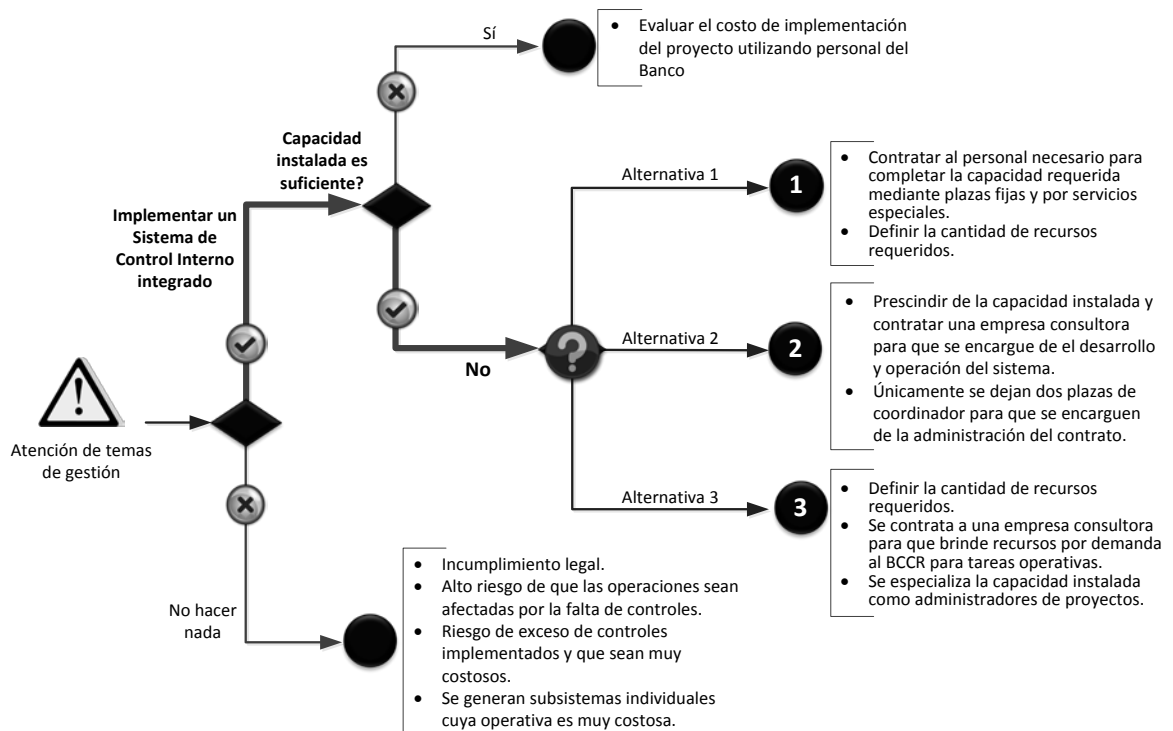 Sí
• Evaluar el costo de implementación
del proyecto utilizando personal del
Banco
Capacidad
instalada es
suficiente?
Implementar un
Sistema de
Control Interno
integrado
Alternativa 1
1
• Contratar al personal necesario para
completar la capacidad requerida
mediante plazas fijas y por servicios
especiales.
• Definir la cantidad de recursos
requeridos.
No
?
Alternativa 2
2
• Prescindir de la capacidad instalada y
contratar una empresa consultora
para que se encargue de el desarrollo
y operación del sistema.
• Únicamente se dejan dos plazas de
coordinador para que se encarguen
de la administración del contrato.
!
Atención de temas
de gestión
Alternativa 3
3
• Definir la cantidad de recursos
requeridos.
• Se contrata a una empresa consultora
para que brinde recursos por demanda
al BCCR para tareas operativas.
• Se especializa la capacidad instalada
como administradores de proyectos.
No hacer
nada
• Incumplimiento legal.
• Alto riesgo de que las operaciones sean
afectadas por la falta de controles.
• Riesgo de exceso de controles
implementados y que sean muy
costosos.
• Se generan subsistemas individuales
cuya operativa es muy costosa.